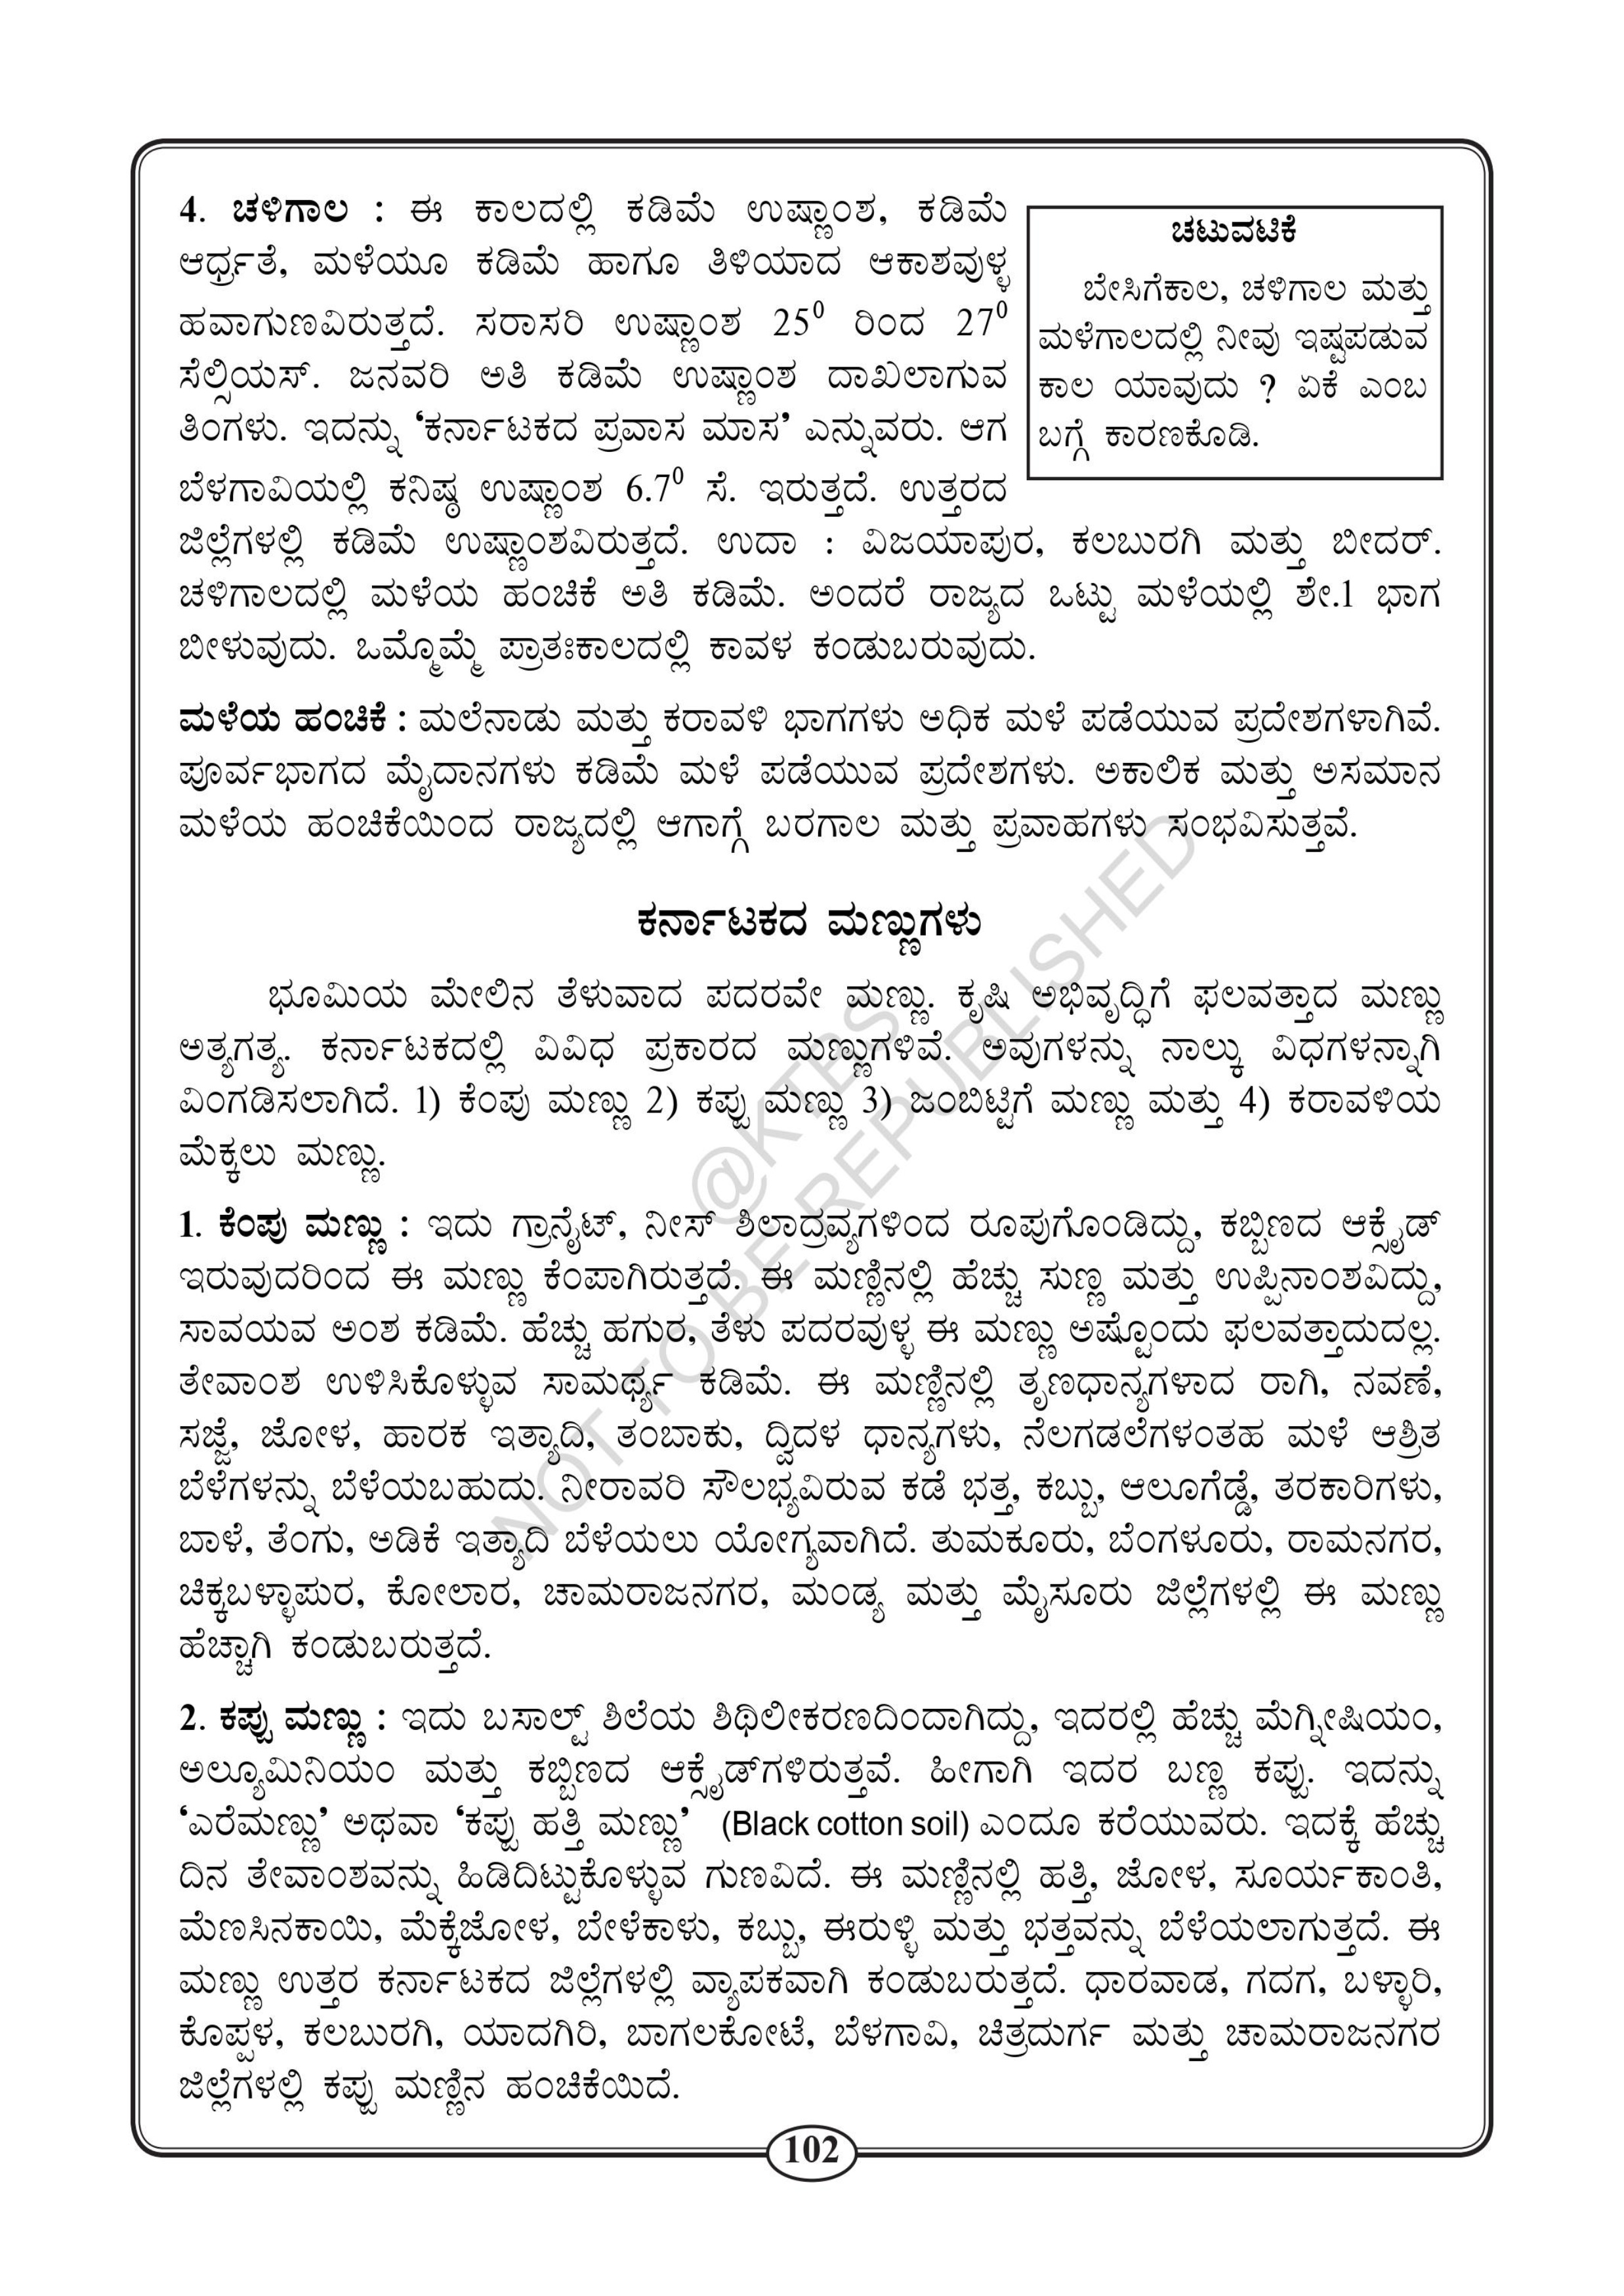 4. ಚಳಿಗಾಲ : ಈ ಕಾಲದಲ್ಲಿ ಕಡಿಮೆ ಉಷ್ಣಾಂಶ, ಕಡಿಮೆ
ಆರ್ಧ್ರತೆ, ಮಳೆಯೂ ಕಡಿಮೆ ಹಾಗೂ ತಿಳಿಯಾದ ಆಕಾಶವುಳ್ಳ
ಹವಾಗುಣವಿರುತ್ತದೆ. ಸರಾಸರಿ ಉಷ್ಣಾಂಶ 25⁰ ರಿಂದ 27⁰
ಸೆಲ್ಸಿಯಸ್. ಜನವರಿ ಅತಿ ಕಡಿಮೆ ಉಷ್ಣಾಂಶ ದಾಖಲಾಗುವ
ತಿಂಗಳು. ಇದನ್ನು ‘ಕರ್ನಾಟಕದ ಪ್ರವಾಸ ಮಾಸ’ ಎನ್ನುವರು. ಆಗ
ಬೆಳಗಾವಿಯಲ್ಲಿ ಕನಿಷ್ಠ ಉಷ್ಣಾಂಶ 6.7⁰ ಸೆ. ಇರುತ್ತದೆ. ಉತ್ತರದ
ಜಿಲ್ಲೆಗಳಲ್ಲಿ ಕಡಿಮೆ ಉಷ್ಣಾಂಶವಿರುತ್ತದೆ. ಉದಾ : ವಿಜಯಾಪುರ, ಕಲಬುರಗಿ ಮತ್ತು ಬೀದರ್.
ಚಳಿಗಾಲದಲ್ಲಿ ಮಳೆಯ ಹಂಚಿಕೆ ಅತಿ ಕಡಿಮೆ. ಅಂದರೆ ರಾಜ್ಯದ ಒಟ್ಟು ಮಳೆಯಲ್ಲಿ ಶೇ.1 ಭಾಗ
ಬೀಳುವುದು. ಒಮ್ಮೊಮ್ಮೆ ಪ್ರಾತಃಕಾಲದಲ್ಲಿ ಕಾವಳ ಕಂಡುಬರುವುದು.
ಚಟುವಟಿಕೆ
ಬೇಸಿಗೆಕಾಲ, ಚಳಿಗಾಲ ಮತ್ತು
ಮಳೆಗಾಲದಲ್ಲಿ ನೀವು ಇಷ್ಟಪಡುವ
ಕಾಲ ಯಾವುದು ? ಏಕೆ ಎಂಬ
ಬಗ್ಗೆ ಕಾರಣಕೊಡಿ.
ಮಳೆಯ ಹಂಚಿಕೆ : ಮಲೆನಾಡು ಮತ್ತು ಕರಾವಳಿ ಭಾಗಗಳು ಅಧಿಕ ಮಳೆ ಪಡೆಯುವ ಪ್ರದೇಶಗಳಾಗಿವೆ.
ಪೂರ್ವಭಾಗದ ಮೈದಾನಗಳು ಕಡಿಮೆ ಮಳೆ ಪಡೆಯುವ ಪ್ರದೇಶಗಳು. ಅಕಾಲಿಕ ಮತ್ತು ಅಸಮಾನ
ಮಳೆಯ ಹಂಚಿಕೆಯಿಂದ ರಾಜ್ಯದಲ್ಲಿ ಆಗಾಗ್ಗೆ ಬರಗಾಲ ಮತ್ತು ಪ್ರವಾಹಗಳು ಸಂಭವಿಸುತ್ತವೆ.
ಕರ್ನಾಟಕದ ಮಣ್ಣುಗಳು
ಭೂಮಿಯ ಮೇಲಿನ ತೆಳುವಾದ ಪದರವೇ ಮಣ್ಣು. ಕೃಷಿ ಅಭಿವೃದ್ಧಿಗೆ ಫಲವತ್ತಾದ ಮಣ್ಣು
ಅತ್ಯಗತ್ಯ. ಕರ್ನಾಟಕದಲ್ಲಿ ವಿವಿಧ ಪ್ರಕಾರದ ಮಣ್ಣುಗಳಿವೆ. ಅವುಗಳನ್ನು ನಾಲ್ಕು ವಿಧಗಳನ್ನಾಗಿ
ವಿಂಗಡಿಸಲಾಗಿದೆ. 1) ಕೆಂಪು ಮಣ್ಣು 2) ಕಪ್ಪು ಮಣ್ಣು 3) ಜಂಬಿಟ್ಟಿಗೆ ಮಣ್ಣು ಮತ್ತು 4) ಕರಾವಳಿಯ
ಮೆಕ್ಕಲು ಮಣ್ಣು.
1. ಕೆಂಪು ಮಣ್ಣು : ಇದು ಗ್ರಾನೈಟ್, ನೀಸ್ ಶಿಲಾದ್ರವ್ಯಗಳಿಂದ ರೂಪುಗೊಂಡಿದ್ದು, ಕಬ್ಬಿಣದ ಆಕ್ಸೈಡ್
ಇರುವುದರಿಂದ ಈ ಮಣ್ಣು ಕೆಂಪಾಗಿರುತ್ತದೆ. ಈ ಮಣ್ಣಿನಲ್ಲಿ ಹೆಚ್ಚು ಸುಣ್ಣ ಮತ್ತು ಉಪ್ಪಿನಾಂಶವಿದ್ದು,
ಸಾವಯವ ಅಂಶ ಕಡಿಮೆ. ಹೆಚ್ಚು ಹಗುರ, ತೆಳು ಪದರವುಳ್ಳ ಈ ಮಣ್ಣು ಅಷ್ಟೊಂದು ಫಲವತ್ತಾದುದಲ್ಲ.
ತೇವಾಂಶ ಉಳಿಸಿಕೊಳ್ಳುವ ಸಾಮರ್ಥ್ಯ ಕಡಿಮೆ. ಈ ಮಣ್ಣಿನಲ್ಲಿ ತೃಣಧಾನ್ಯಗಳಾದ ರಾಗಿ, ನವಣೆ,
ಸಜ್ಜೆ, ಜೋಳ, ಹಾರಕ ಇತ್ಯಾದಿ, ತಂಬಾಕು, ದ್ವಿದಳ ಧಾನ್ಯಗಳು, ನೆಲಗಡಲೆಗಳಂತಹ ಮಳೆ ಆಶ್ರಿತ
ಬೆಳೆಗಳನ್ನು ಬೆಳೆಯಬಹುದು. ನೀರಾವರಿ ಸೌಲಭ್ಯವಿರುವ ಕಡೆ ಭತ್ತ, ಕಬ್ಬು, ಆಲೂಗೆಡ್ಡೆ, ತರಕಾರಿಗಳು,
ಬಾಳೆ, ತೆಂಗು, ಅಡಿಕೆ ಇತ್ಯಾದಿ ಬೆಳೆಯಲು ಯೋಗ್ಯವಾಗಿದೆ. ತುಮಕೂರು, ಬೆಂಗಳೂರು, ರಾಮನಗರ,
ಚಿಕ್ಕಬಳ್ಳಾಪುರ, ಕೋಲಾರ, ಚಾಮರಾಜನಗರ, ಮಂಡ್ಯ ಮತ್ತು ಮೈಸೂರು ಜಿಲ್ಲೆಗಳಲ್ಲಿ ಈ ಮಣ್ಣು
ಹೆಚ್ಚಾಗಿ ಕಂಡುಬರುತ್ತದೆ.
2. ಕಪ್ಪು ಮಣ್ಣು : ಇದು ಬಸಾಲ್ಟ್ ಶಿಲೆಯ ಶಿಥಿಲೀಕರಣದಿಂದಾಗಿದ್ದು, ಇದರಲ್ಲಿ ಹೆಚ್ಚು ಮೆಗ್ನೀಷಿಯಂ,
ಅಲ್ಯೂಮಿನಿಯಂ ಮತ್ತು ಕಬ್ಬಿಣದ ಆಕ್ಸೈಡ್‌ಗಳಿರುತ್ತವೆ. ಹೀಗಾಗಿ ಇದರ ಬಣ್ಣ ಕಪ್ಪು. ಇದನ್ನು
‘ಎರೆಮಣ್ಣು’ ಅಥವಾ ‘ಕಪ್ಪು ಹತ್ತಿ ಮಣ್ಣು’ (Black cotton soil) ಎಂದೂ ಕರೆಯುವರು. ಇದಕ್ಕೆ ಹೆಚ್ಚು
ದಿನ ತೇವಾಂಶವನ್ನು ಹಿಡಿದಿಟ್ಟುಕೊಳ್ಳುವ ಗುಣವಿದೆ. ಈ ಮಣ್ಣಿನಲ್ಲಿ ಹತ್ತಿ, ಜೋಳ, ಸೂರ್ಯಕಾಂತಿ,
ಮೆಣಸಿನಕಾಯಿ, ಮೆಕ್ಕೆಜೋಳ, ಬೇಳೆಕಾಳು, ಕಬ್ಬು, ಈರುಳ್ಳಿ ಮತ್ತು ಭತ್ತವನ್ನು ಬೆಳೆಯಲಾಗುತ್ತದೆ. ಈ
ಮಣ್ಣು ಉತ್ತರ ಕರ್ನಾಟಕದ ಜಿಲ್ಲೆಗಳಲ್ಲಿ ವ್ಯಾಪಕವಾಗಿ ಕಂಡುಬರುತ್ತದೆ. ಧಾರವಾಡ, ಗದಗ, ಬಳ್ಳಾರಿ,
ಕೊಪ್ಪಳ, ಕಲಬುರಗಿ, ಯಾದಗಿರಿ, ಬಾಗಲಕೋಟೆ, ಬೆಳಗಾವಿ, ಚಿತ್ರದುರ್ಗ ಮತ್ತು ಚಾಮರಾಜನಗರ
ಜಿಲ್ಲೆಗಳಲ್ಲಿ ಕಪ್ಪು ಮಣ್ಣಿನ ಹಂಚಿಕೆಯಿದೆ.
@KTBS
NOT TO BE REPUBLISHED
102